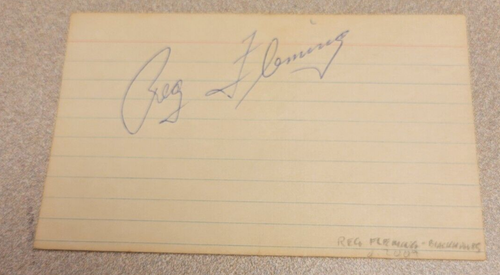 Reg Fleming
REG FLEMING - BLACKHAWKS